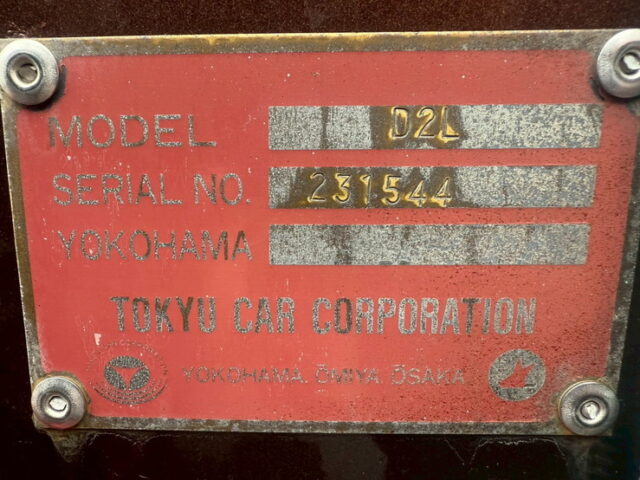 MODEL D2L
SERIAL NO. 231544
YOKOHAMA
TOKYU CAR CORPORATION
YOKOHAMA ŌMIYA ŌSAKA